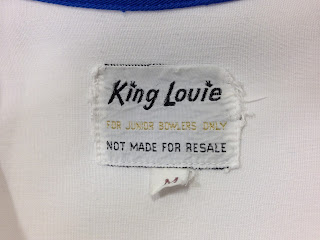 King Louie
FOR JUNIOR BOWLERS ONLY
NOT MADE FOR RESALE
M